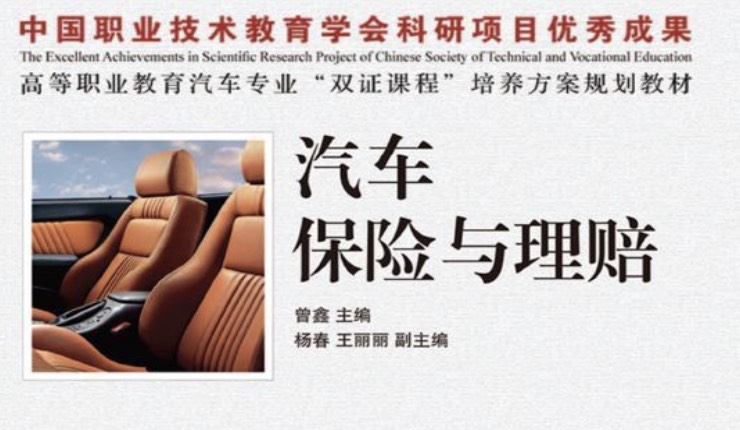 中国职业技术教育学会科研项目优秀成果
The Excellent Achievements in Scientific Research Project of Chinese Society of Technical and Vocational Education
高等职业教育汽车专业“双证课程”培养方案规划教材
汽车
保险与理赔
曾鑫 主编
杨春 王丽丽 副主编